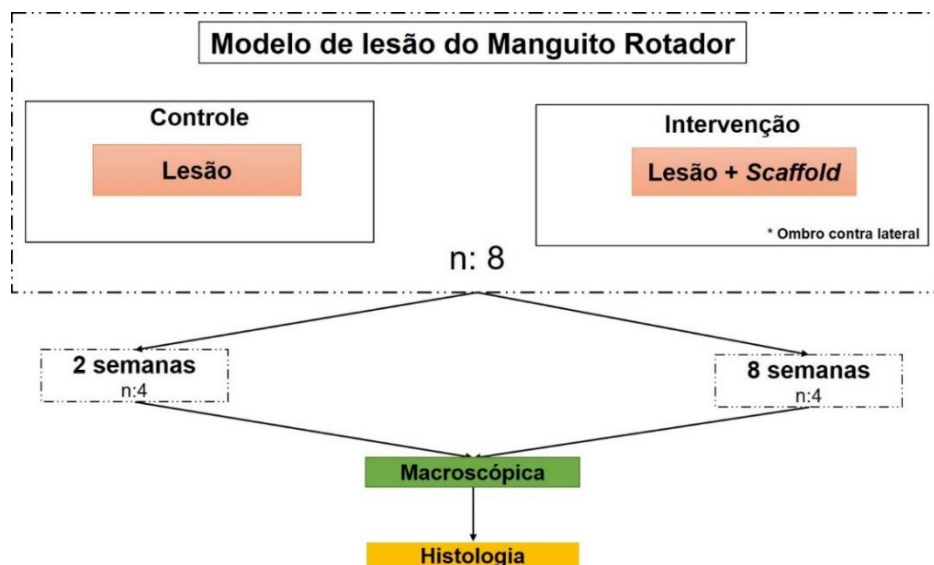 Modelo de lesão do Manguito Rotador
Controle
Lesão
Intervenção
Lesão + Scaffold
* Ombro contra lateral
n: 8
2 semanas
n:4
8 semanas
n:4
Macroscópica
Histologia